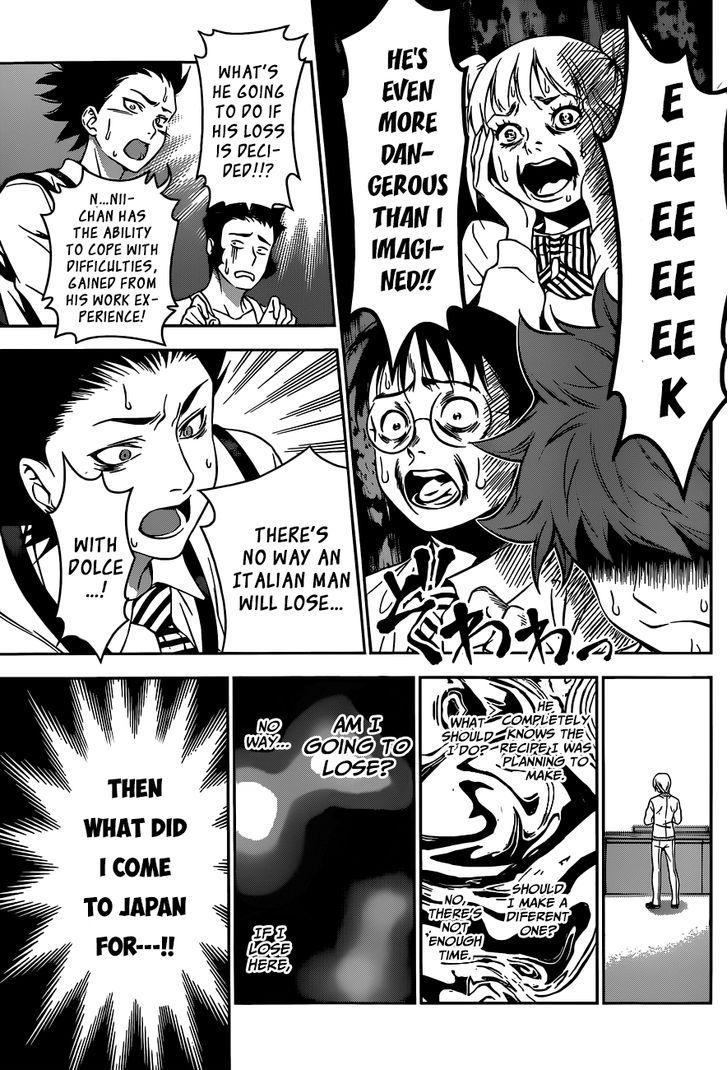 E
EE
EE
EE
EE
EE
K
HE'S
EVEN
MORE
DAN-
GEROUS
THAN I
IMAGI-
NED!!
WHAT'S
HE GOING
TO DO IF
HIS LOSS
IS DECI-
DED!!?
N...NII-
CHAN HAS
THE ABILITY
TO COPE WITH
DIFFICULTIES,
GAINED FROM
HIS WORK EX-
PERIENCE!
THERE'S
NO WAY AN
ITALIAN MAN
WILL LOSE...
WITH
DOLCE
...!
HE
COMPLETELY
KNOWS THE
RECIPE I WAS
PLANNING TO
MAKE.
WHAT
SHOULD
I DO?
SHOULD
I MAKE A
DIFERENT
ONE?
NO,
THERE'S
NOT
ENOUGH
TIME.
AM I
GOING TO
LOSE?
NO
WAY...
IF I
LOSE
HERE,
THEN
WHAT DID
I COME
TO JAPAN
FOR---!!